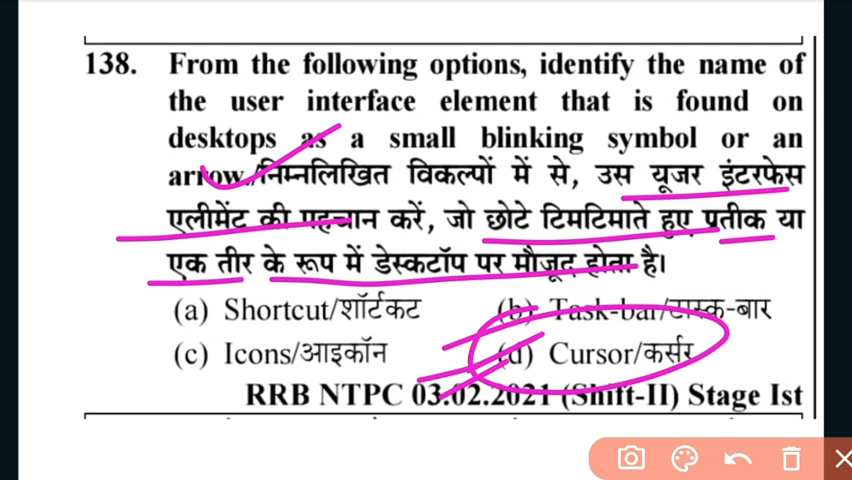 138. From the following options, identify the name of
the user interface element that is found on
desktops as a small blinking symbol or an
arrow./निम्नलिखित विकल्पों में से, उस यूजर इंटरफेस
एलीमेंट की पहचान करें, जो छोटे टिमटिमाते हुए प्रतीक या
एक तीर के रूप में डेस्कटॉप पर मौजूद होता है।
(a) Shortcut/शॉर्टकट (b) Task-bar/टास्क-बार
(c) Icons/आइकॉन (d) Cursor/कर्सर
RRB NTPC 03.02.2021 (Shift-II) Stage Ist